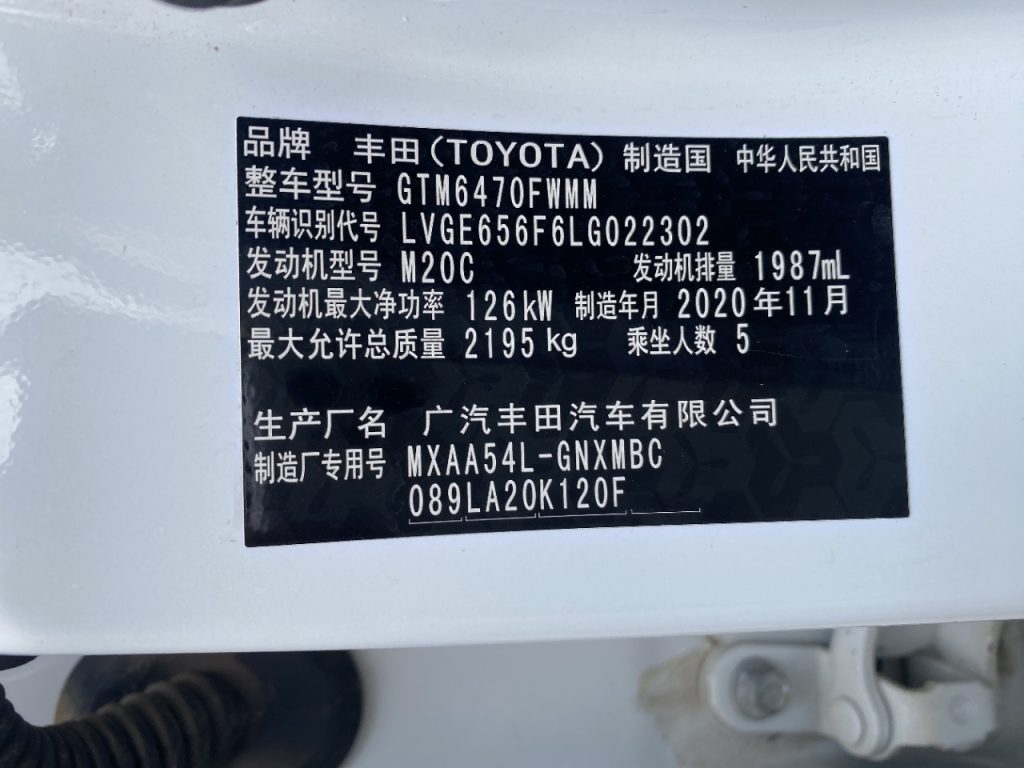 品牌 丰田(TOYOTA) 制造国 中华人民共和国
整车型号 GTM6470FWMM
车辆识别代号 LVGE656F6LG022302
发动机型号 M20C 发动机排量 1987mL
发动机最大净功率 126kW 制造年月 2020年11月
最大允许总质量 2195kg 乘坐人数 5
生产厂名 广汽丰田汽车有限公司
制造厂专用号 MXAA54L-GNXMBC
089LA20K120F